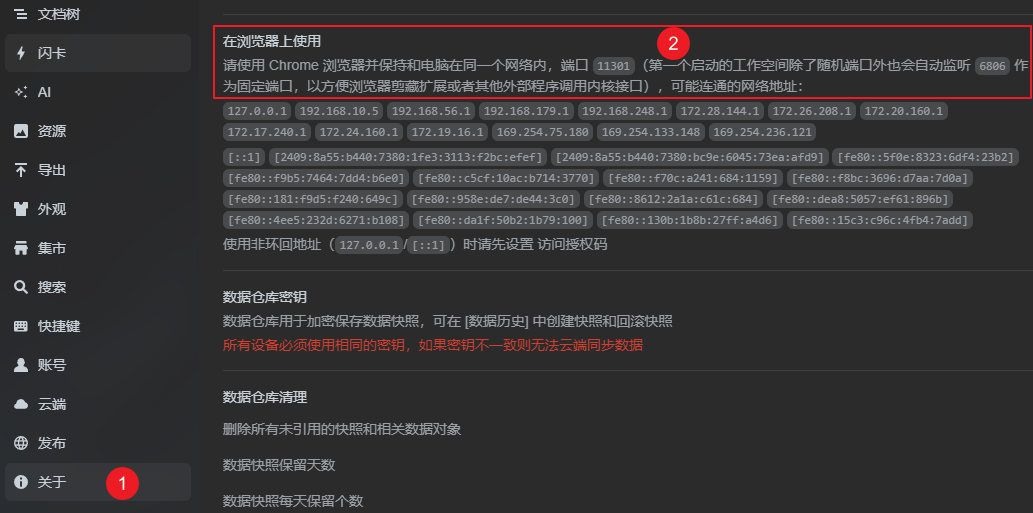 文档树
闪卡
AI
资源
导出
外观
集市
搜索
快捷键
账号
云端
发布
关于
1
2
在浏览器上使用
请使用 Chrome 浏览器并保持和电脑在同一个网络内，端口 11301（第一个启动的工作空间除了随机端口外也会自动监听 6806 作
为固定端口，以方便浏览器剪藏扩展或者其他外部程序调用内核接口），可能连通的网络地址：
127.0.0.1 192.168.10.5 192.168.56.1 192.168.179.1 192.168.248.1 172.28.144.1 172.26.208.1 172.20.160.1
172.17.240.1 172.24.160.1 172.19.16.1 169.254.75.180 169.254.133.148 169.254.236.121
[::1] [2409:8a55:b440:7380:1fe3:3113:f2bc:efef] [2409:8a55:b440:7380:bc9e:6045:73ea:afd9] [fe80::5f0e:8323:6df4:23b2]
[fe80::f9b5:7464:7dd4:b6e0] [fe80::c5cf:10ac:b714:3770] [fe80::f70c:a241:684:1159] [fe80::f8bc:3696:d7aa:7d0a]
[fe80::181:f9d5:f240:649c] [fe80::958e:de7:de44:3c0] [fe80::8612:2a1a:c61c:684] [fe80::dea8:5057:ef61:896b]
[fe80::4ee5:232d:6271:b108] [fe80::da1f:50b2:1b79:100] [fe80::130b:1b8b:27ff:a4d6] [fe80::15c3:c96c:4fb4:7add]
使用非环回地址（127.0.0.1/[::1]）时请先设置 访问授权码
数据仓库密钥
数据仓库用于加密保存数据快照，可在 [数据历史] 中创建快照和回滚快照
所有设备必须使用相同的密钥，如果密钥不一致则无法云端同步数据
数据仓库清理
删除所有未引用的快照和相关数据对象
数据快照保留天数
数据快照每天保留个数